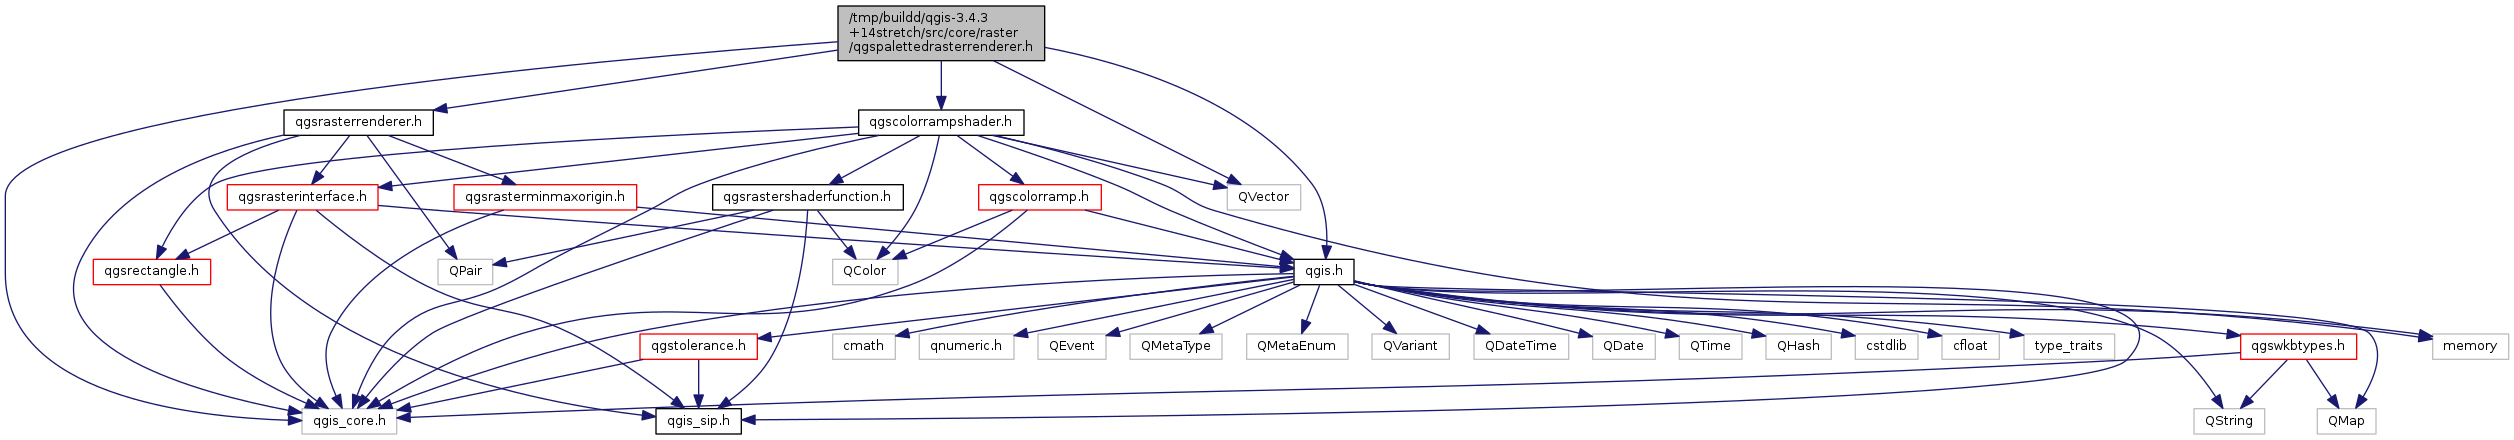 /tmp/buildd/qgis-3.4.3
+14stretch/src/core/raster
/qgspalettedrasterrenderer.h
qgsrasterrenderer.h
qgscolorrampshader.h
qgsrasterinterface.h
qgsrasterminmaxorigin.h
qgsrastershaderfunction.h
qgscolorramp.h
QVector
qgsrectangle.h
QPair
QColor
qgis.h
qgstolerance.h
cmath
qnumeric.h
QEvent
QMetaType
QMetaEnum
QVariant
QDateTime
QDate
QTime
QHash
cstdlib
cfloat
type_traits
qgswkbtypes.h
memory
qgis_core.h
qgis_sip.h
QString
QMap